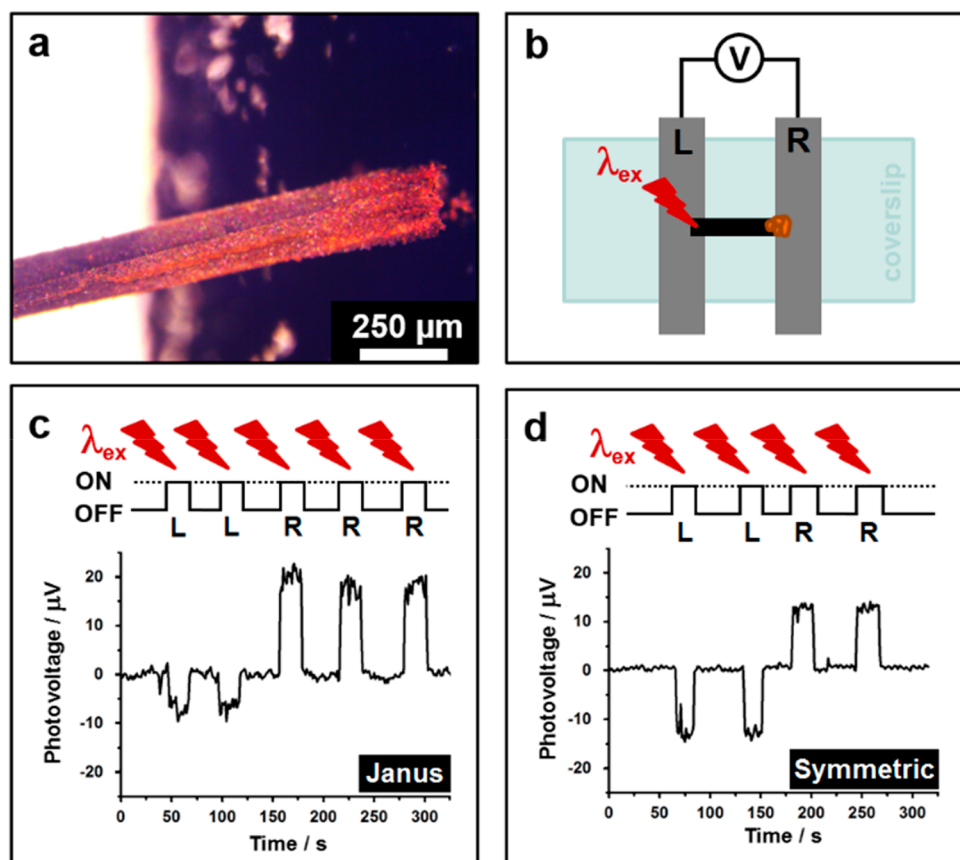 a
250 μm
b
V
L
R
λex
coverslip
c
λex
ON
OFF
L L R R R
Photovoltage / μV
20
10
0
-10
-20
Janus
0 50 100 150 200 250 300
Time / s
d
λex
ON
OFF
L L R R
Photovoltage / μV
20
10
0
-10
-20
Symmetric
0 50 100 150 200 250 300
Time / s